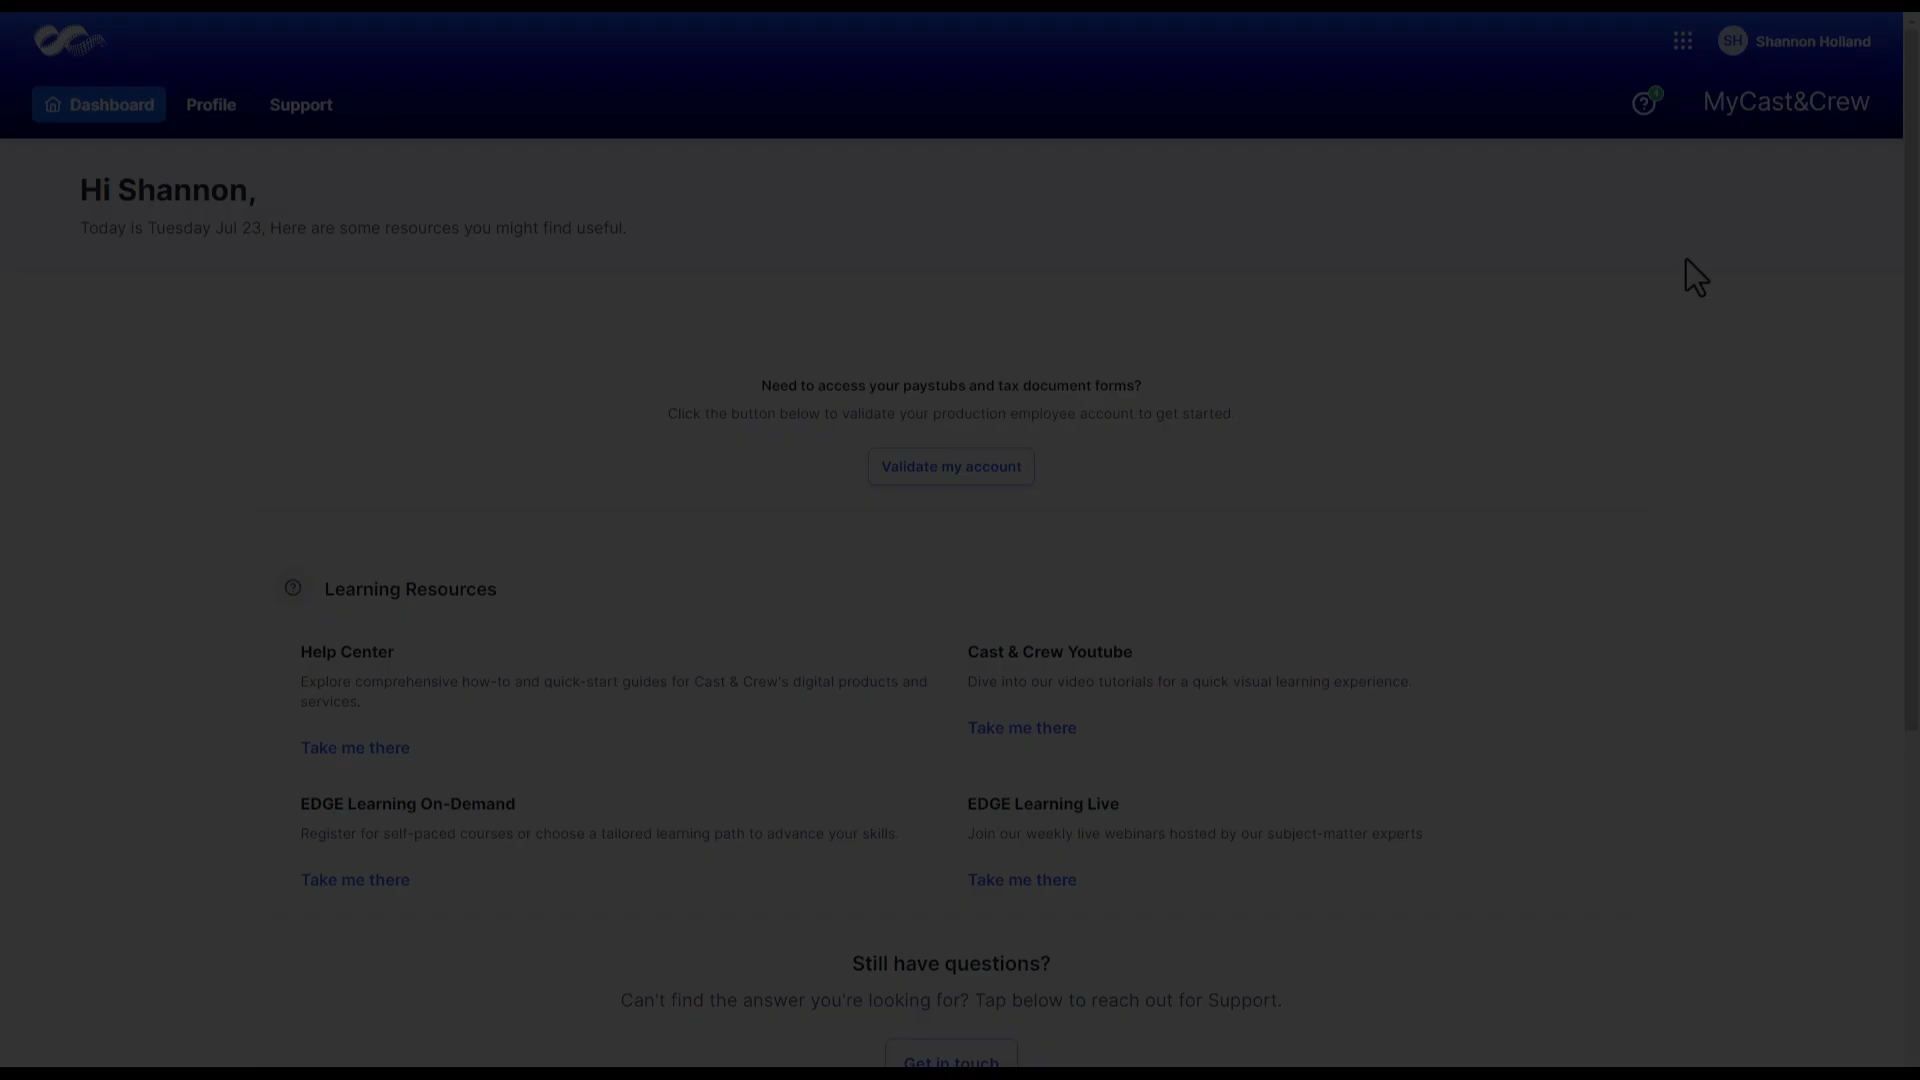 SH Shannon Holland
Dashboard Profile Support
MyCast&Crew
Hi Shannon,
Today is Tuesday Jul 23, Here are some resources you might find useful.
Need to access your paystubs and tax document forms?
Click the button below to validate your production employee account to get started
Validate my account
Learning Resources
Help Center
Explore comprehensive how-to and quick-start guides for Cast & Crew's digital products and
services.
Take me there
Cast & Crew Youtube
Dive into our video tutorials for a quick visual learning experience.
Take me there
EDGE Learning On-Demand
Register for self-paced courses or choose a tailored learning path to advance your skills.
Take me there
EDGE Learning Live
Join our weekly live webinars hosted by our subject-matter experts
Take me there
Still have questions?
Can't find the answer you're looking for? Tap below to reach out for Support.
Get in touch